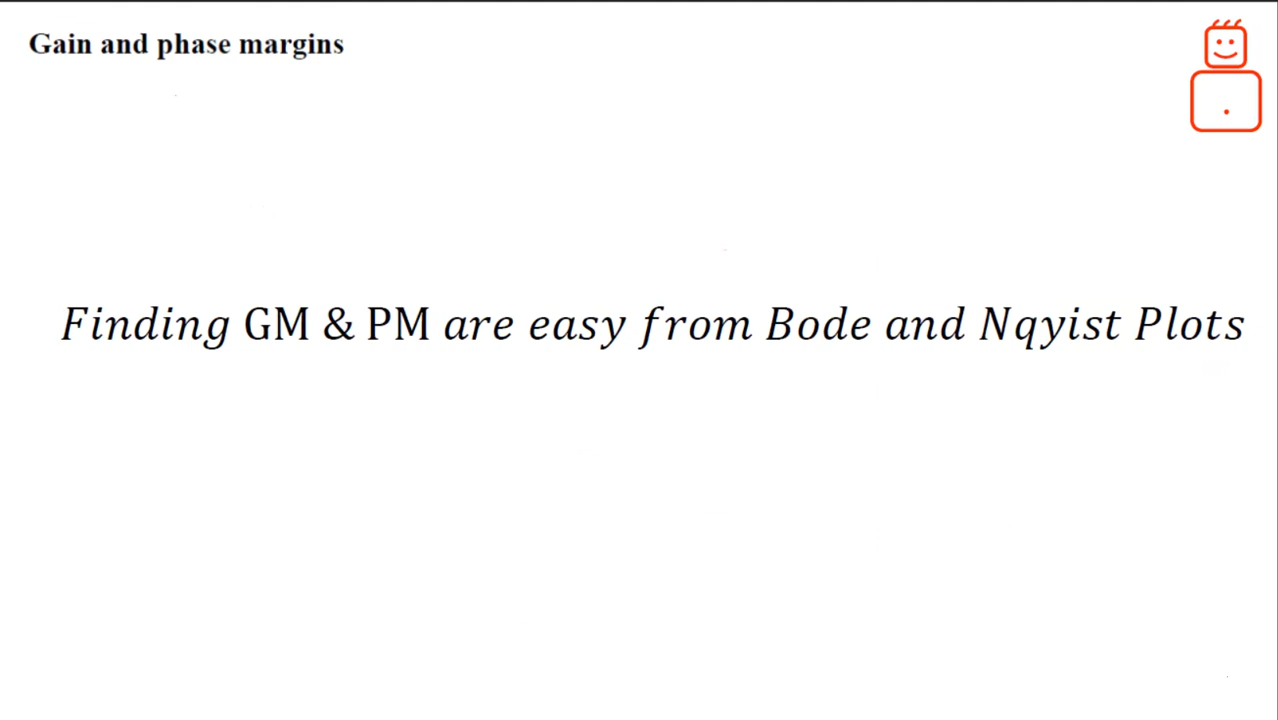 Gain and phase margins
Finding GM & PM are easy from Bode and Nqyist Plots